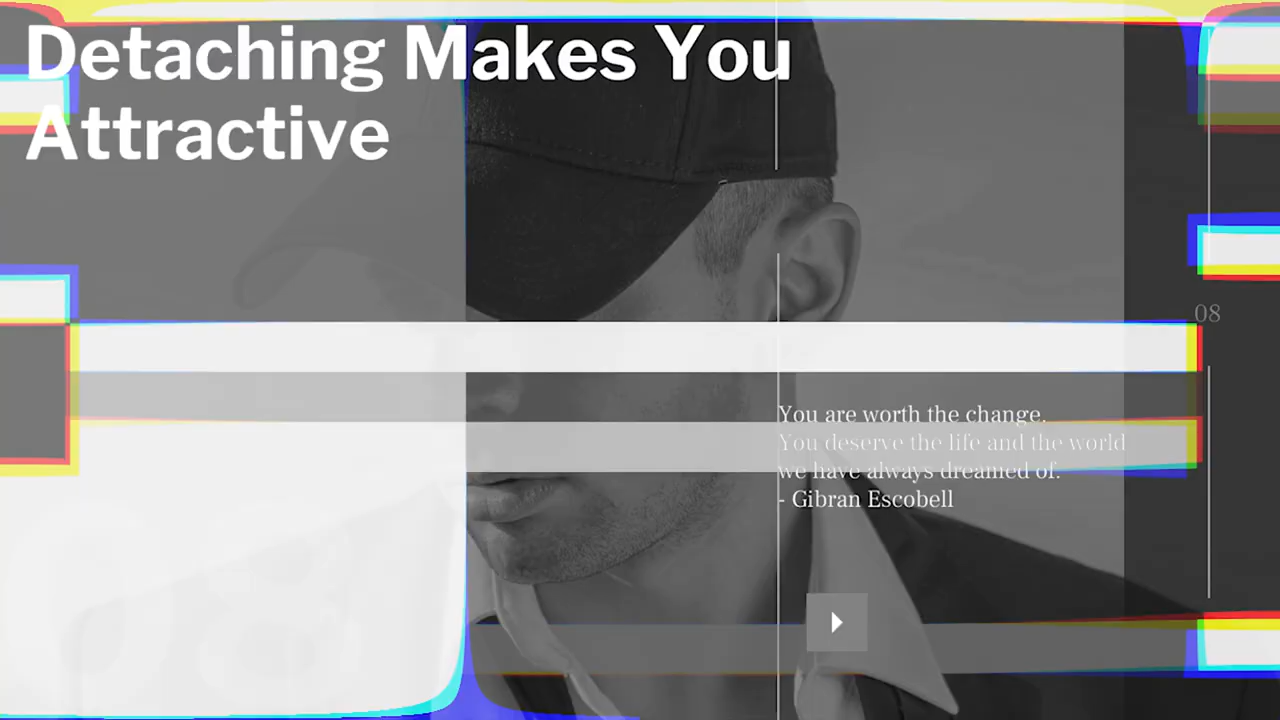 Detaching Makes You
Attractive
08
You are worth the change.
You deserve the life and the world
we have always dreamed of.
- Gibran Escobell